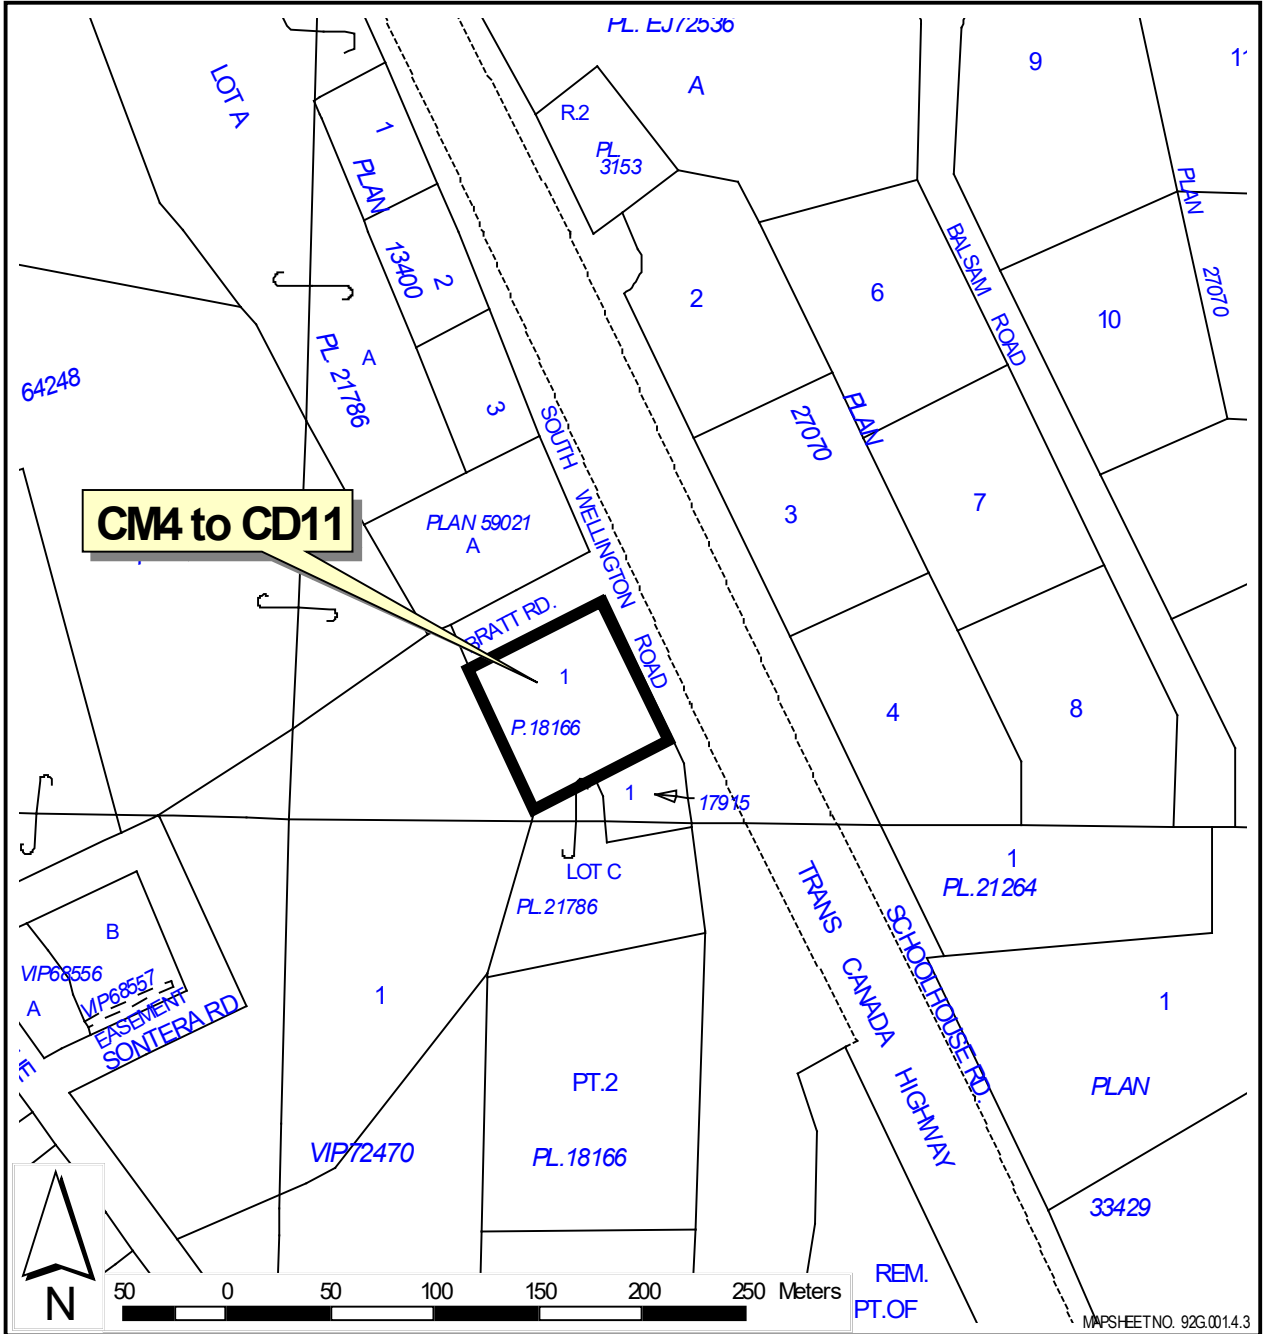 PL. EJ72536
A
9
LOT A
1
R.2
PL.
3153
PLAN
13400
2
PLAN
27070
BALSAM ROAD
2
6
10
A
PL. 21786
64248
3
SOUTH WELLINGTON ROAD
27070
PLAN
CM4 to CD11
PLAN 59021
A
3
7
BRATT RD.
1
P.18166
4
8
1
17915
LOT C
PL.21786
1
PL.21264
TRANS CANADA HIGHWAY
SCHOOLHOUSE RD.
B
VIP68556
VIP68557
A
EASEMENT
SONTERA RD
1
1
PT.2
PLAN
VIP72470
PL.18166
33429
REM.
PT.OF
N
50 0 50 100 150 200 250 Meters
MAPSHEET NO. 92G.001.4.3